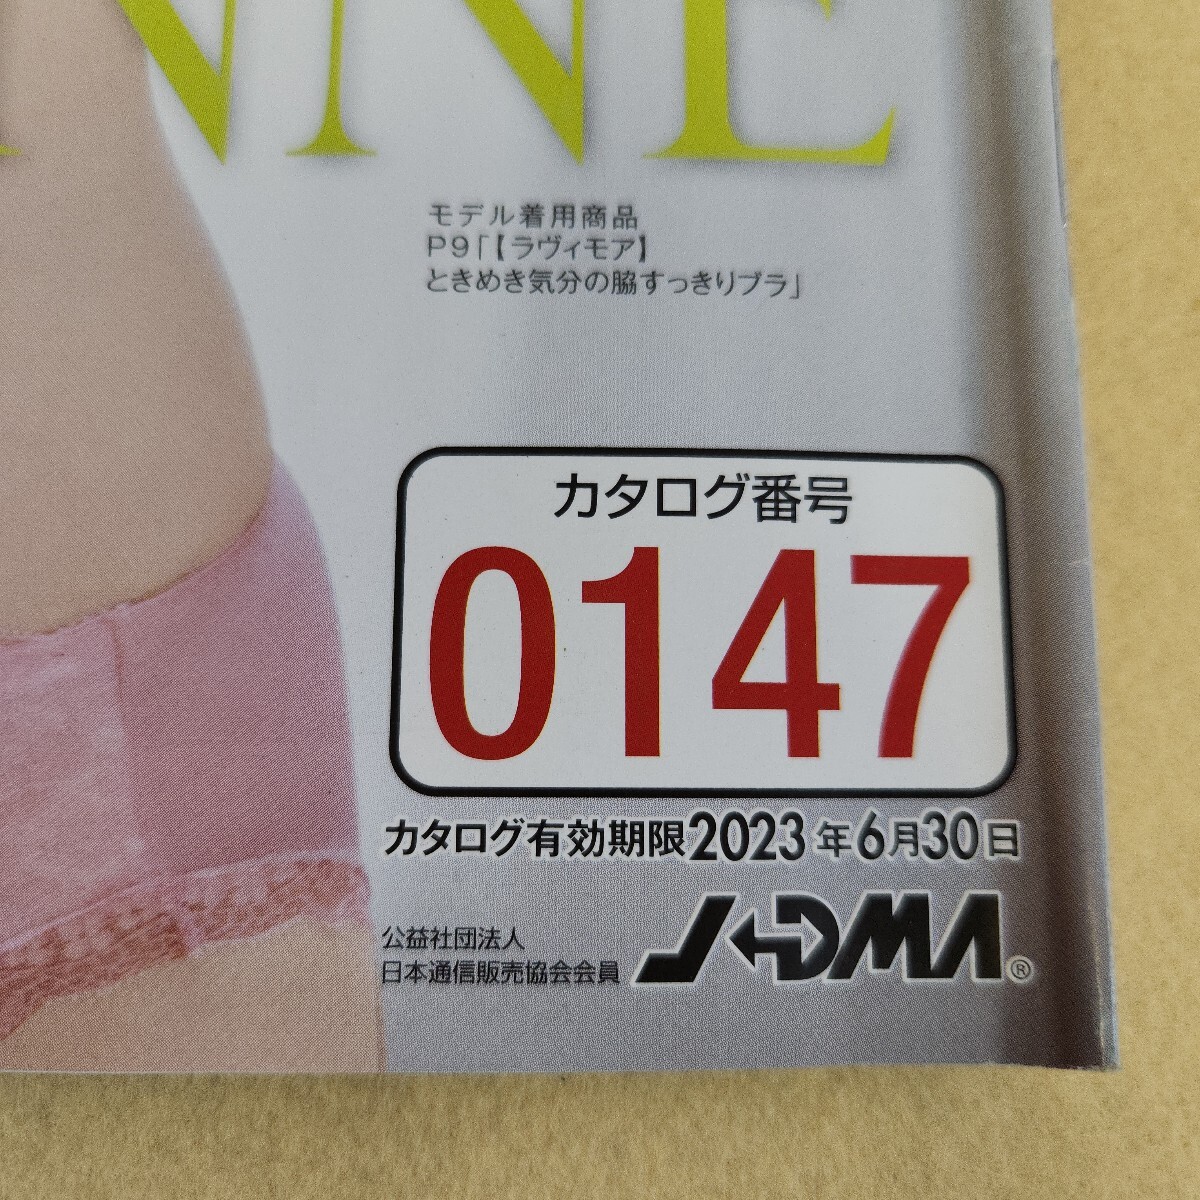 NNE
モデル着用商品
P9「【ラヴィモア】
ときめき気分の脇すっきりブラ」
カタログ番号
0147
カタログ有効期限2023年6月30日
公益社団法人
日本通信販売協会会員
JDMA®